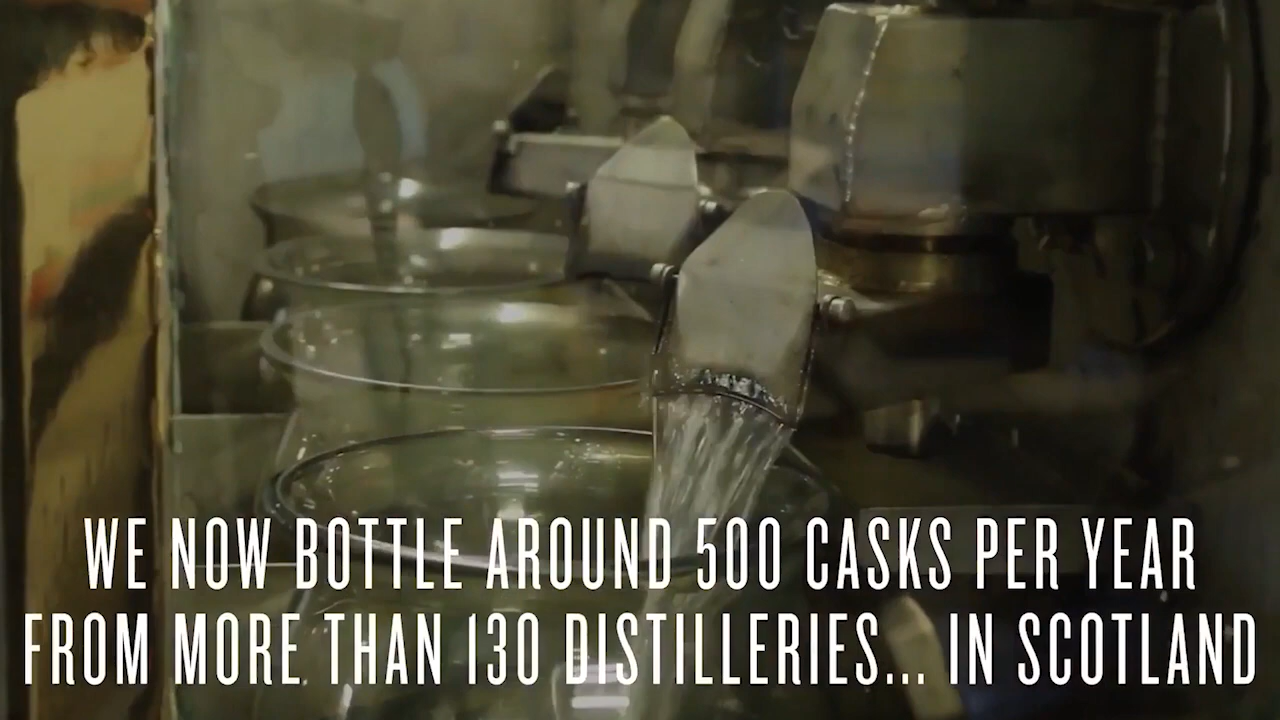 WE NOW BOTTLE AROUND 500 CASKS PER YEAR
FROM MORE THAN 130 DISTILLERIES... IN SCOTLAND